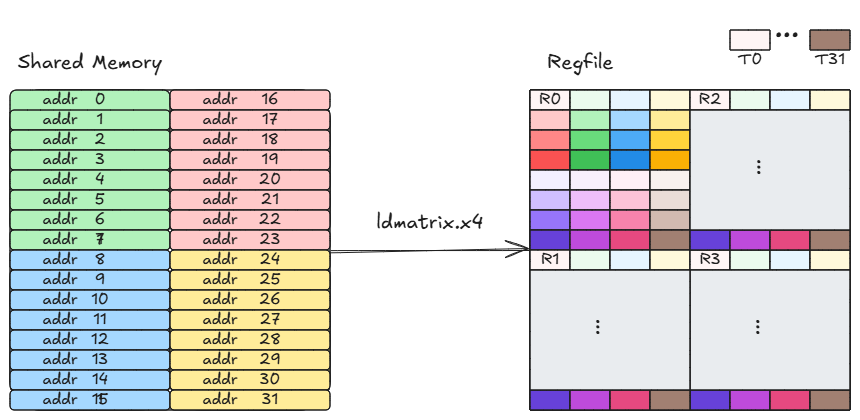 T0 ... T31
Shared Memory
Regfile
addr 0 addr 16
addr 1 addr 17
addr 2 addr 18
addr 3 addr 19
addr 4 addr 20
addr 5 addr 21
addr 6 addr 22
addr 7 addr 23
addr 8 addr 24
addr 9 addr 25
addr 10 addr 26
addr 11 addr 27
addr 12 addr 28
addr 13 addr 29
addr 14 addr 30
addr 15 addr 31
ldmatrix.x4
R0 R2
R1 R3